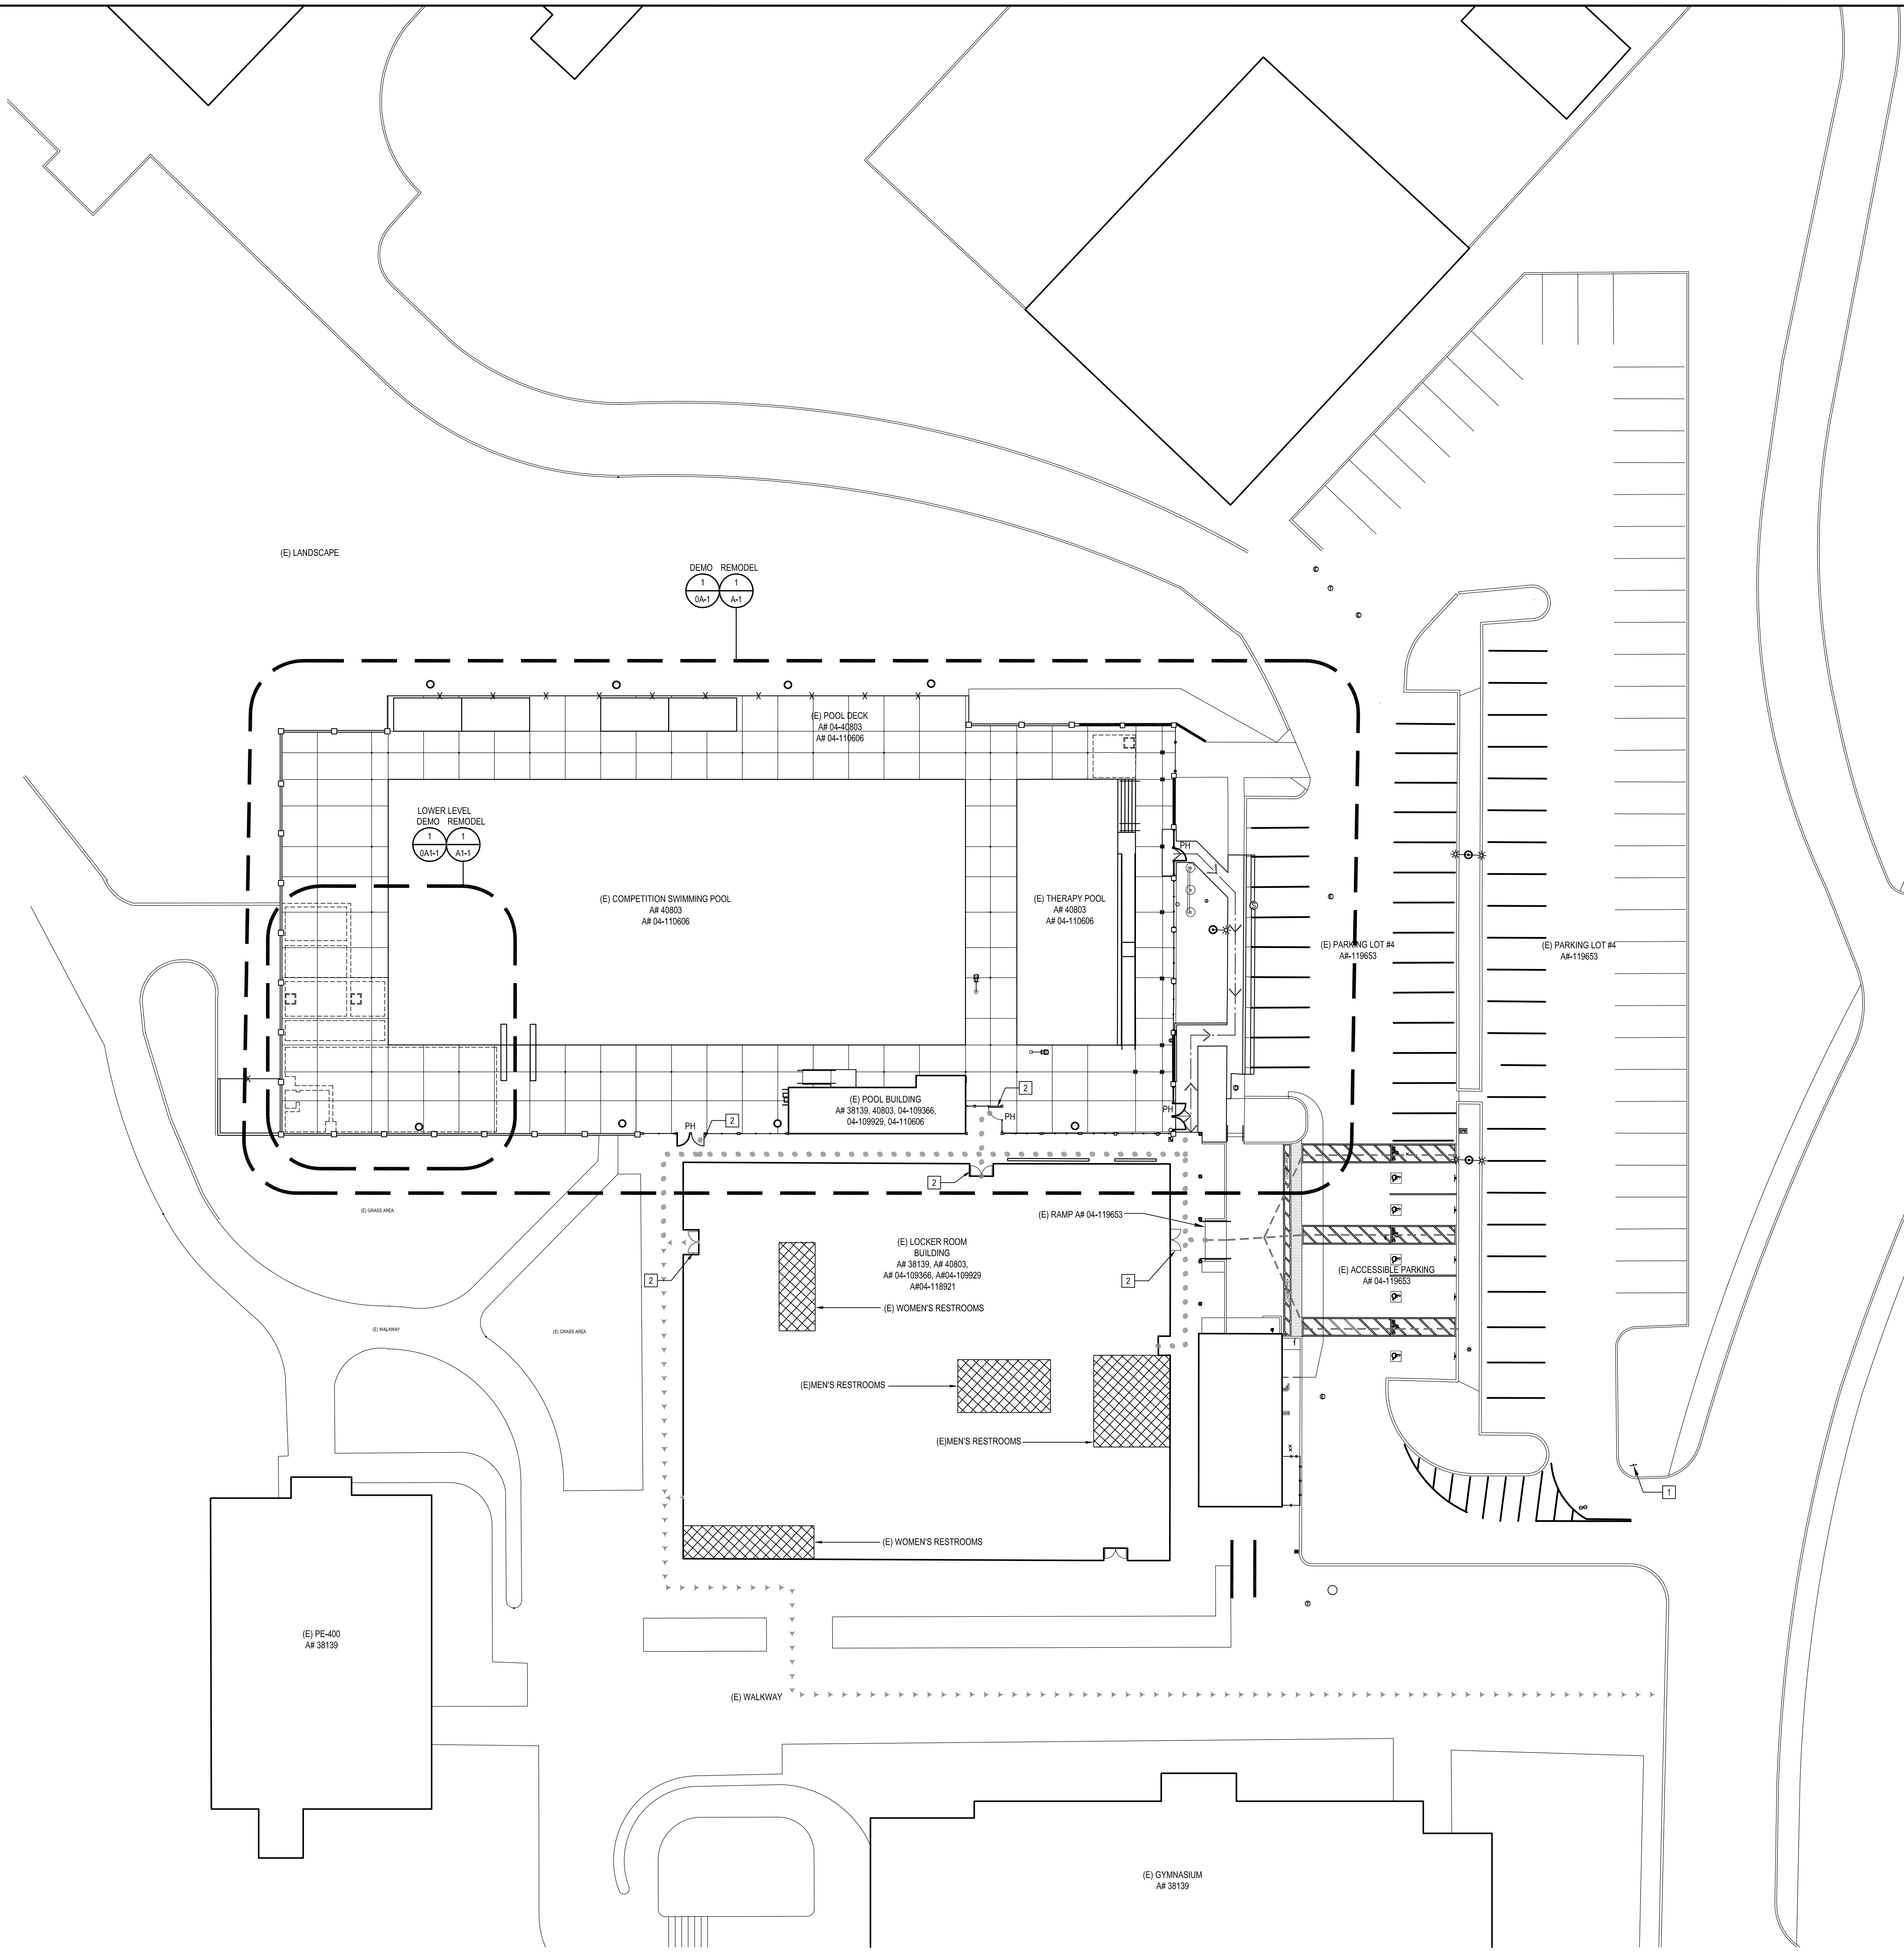 (E) LANDSCAPE
DEMO REMODEL
1 1
0A-1 A-1
(E) POOL DECK
A# 04-40803
A# 04-110606
LOWER LEVEL
DEMO REMODEL
1 1
0A1-1 A1-1
(E) COMPETITION SWIMMING POOL
A# 40803
A# 04-110606
(E) THERAPY POOL
A# 40803
A# 04-110606
PH
(E) PARKING LOT #4
A#-119653
(E) PARKING LOT #4
A#-119653
(E) POOL BUILDING
A# 38139, 40803, 04-109366,
04-109929, 04-110606
2
PH
PH
PH
2
2
(E) GRASS AREA
(E) RAMP A# 04-119653
(E) LOCKER ROOM
BUILDING
A# 38139, A# 40803,
A# 04-109366, A#04-109929
A#04-118921
2
2
(E) ACCESSIBLE PARKING
A# 04-119653
(E) WOMEN'S RESTROOMS
(E) WALKWAY
(E) GRASS AREA
(E)MEN'S RESTROOMS
(E)MEN'S RESTROOMS
1
(E) WOMEN'S RESTROOMS
(E) PE-400
A# 38139
(E) WALKWAY
(E) GYMNASIUM
A# 38139